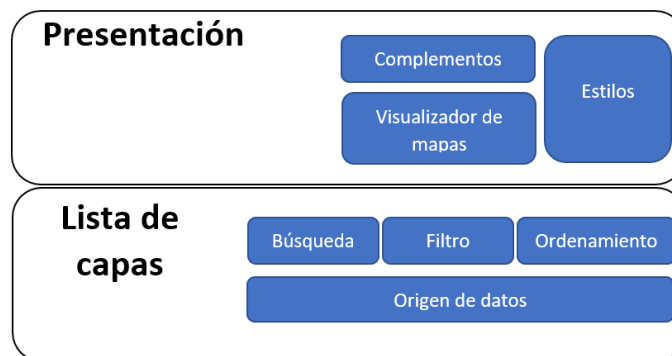 Presentación
Complementos
Estilos
Visualizador de
mapas
Lista de
capas
Búsqueda
Filtro
Ordenamiento
Origen de datos